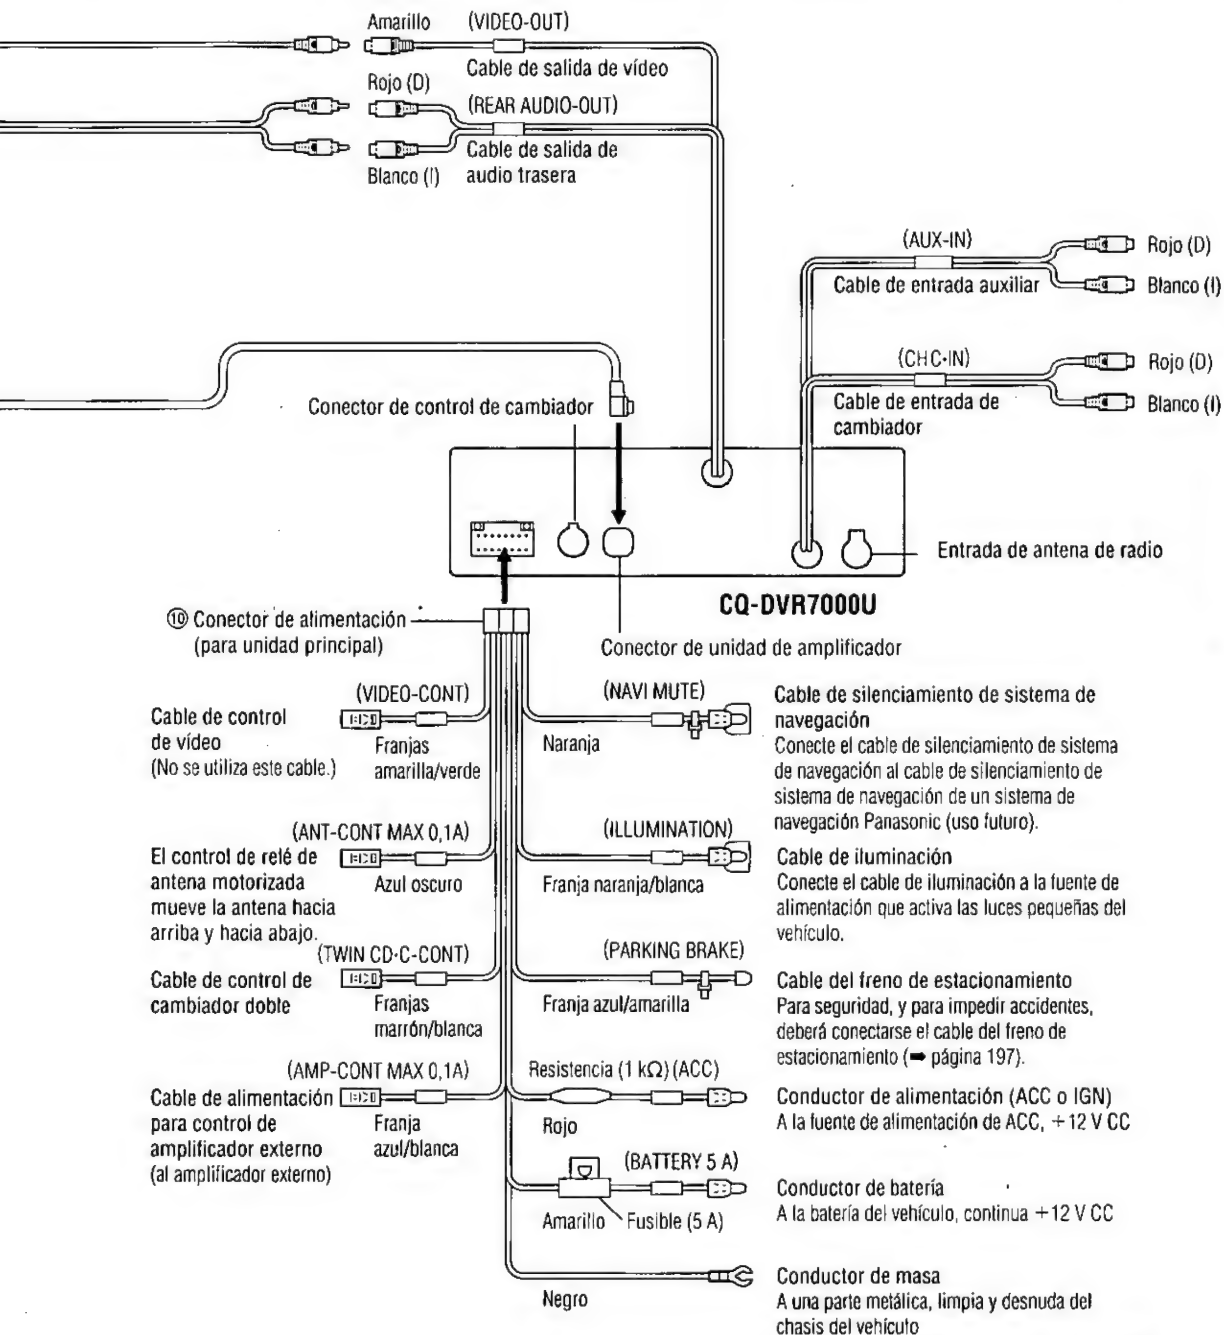 Amarillo (VIDEO-OUT)
Cable de salida de vídeo
Rojo (D)
(REAR AUDIO-OUT)
Cable de salida de
audio trasera
Blanco (I)
(AUX-IN)
Rojo (D)
Cable de entrada auxiliar
Blanco (I)
(CH·C-IN)
Rojo (D)
Cable de entrada de
cambiador
Blanco (I)
Conector de control de cambiador
Entrada de antena de radio
CQ-DVR7000U
⑩ Conector de alimentación
(para unidad principal)
Conector de unidad de amplificador
(VIDEO-CONT)
Cable de control
de vídeo
(No se utiliza este cable.)
Franjas
amarilla/verde
(NAVI MUTE)
Naranja
Cable de silenciamiento de sistema de
navegación
Conecte el cable de silenciamiento de sistema
de navegación al cable de silenciamiento de
sistema de navegación de un sistema de
navegación Panasonic (uso futuro).
(ANT-CONT MAX 0,1A)
El control de relé de
antena motorizada
mueve la antena hacia
arriba y hacia abajo.
Azul oscuro
(ILLUMINATION)
Franja naranja/blanca
Cable de iluminación
Conecte el cable de iluminación a la fuente de
alimentación que activa las luces pequeñas del
vehículo.
(TWIN CD·C-CONT)
Cable de control de
cambiador doble
Franjas
marrón/blanca
(PARKING BRAKE)
Franja azul/amarilla
Cable del freno de estacionamiento
Para seguridad, y para impedir accidentes,
deberá conectarse el cable del freno de
estacionamiento (➡ página 197).
(AMP-CONT MAX 0,1A)
Cable de alimentación
para control de
amplificador externo
(al amplificador externo)
Franja
azul/blanca
Resistencia (1 kΩ) (ACC)
Rojo
Conductor de alimentación (ACC o IGN)
A la fuente de alimentación de ACC, +12 V CC
(BATTERY 5 A)
Amarillo Fusible (5 A)
Conductor de batería
A la batería del vehículo, continua +12 V CC
Negro
Conductor de masa
A una parte metálica, limpia y desnuda del
chasis del vehículo